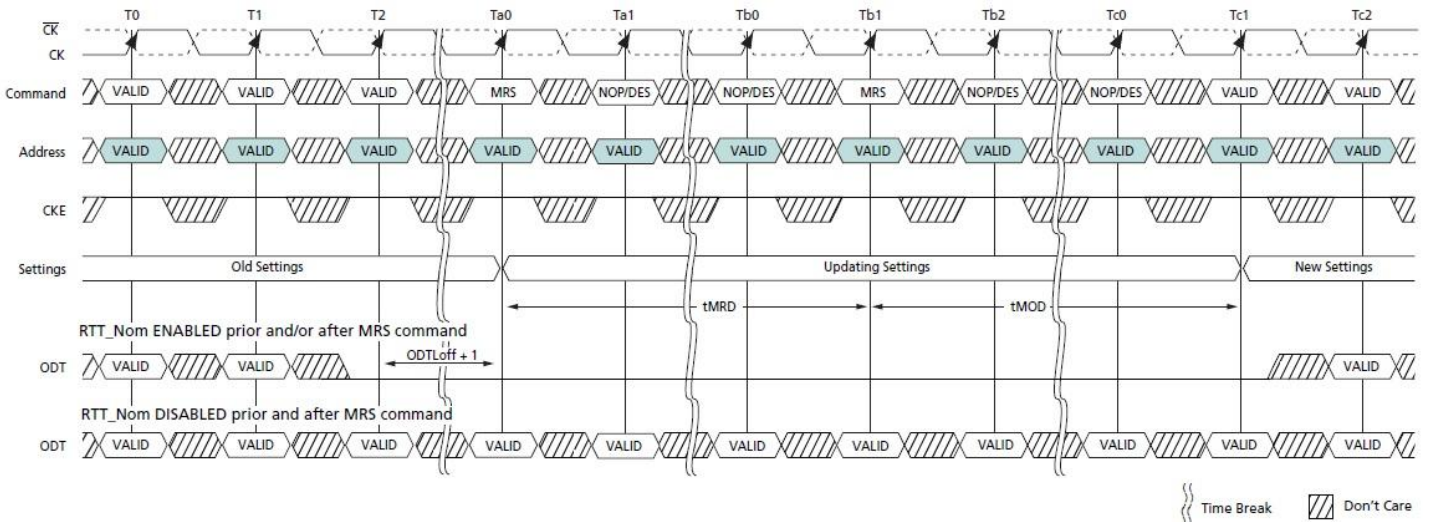 T0 T1 T2 Ta0 Ta1 Tb0 Tb1 Tb2 Tc0 Tc1 Tc2
CK
CK
Command VALID VALID VALID MRS NOP/DES NOP/DES MRS NOP/DES NOP/DES VALID VALID
Address VALID VALID VALID VALID VALID VALID VALID VALID VALID VALID VALID
CKE
Settings Old Settings Updating Settings New Settings
tMRD tMOD
RTT_Nom ENABLED prior and/or after MRS command
ODTLoff + 1
ODT VALID VALID VALID
RTT_Nom DISABLED prior and after MRS command
ODT VALID VALID VALID VALID VALID VALID VALID VALID VALID VALID VALID
Time Break Don't Care